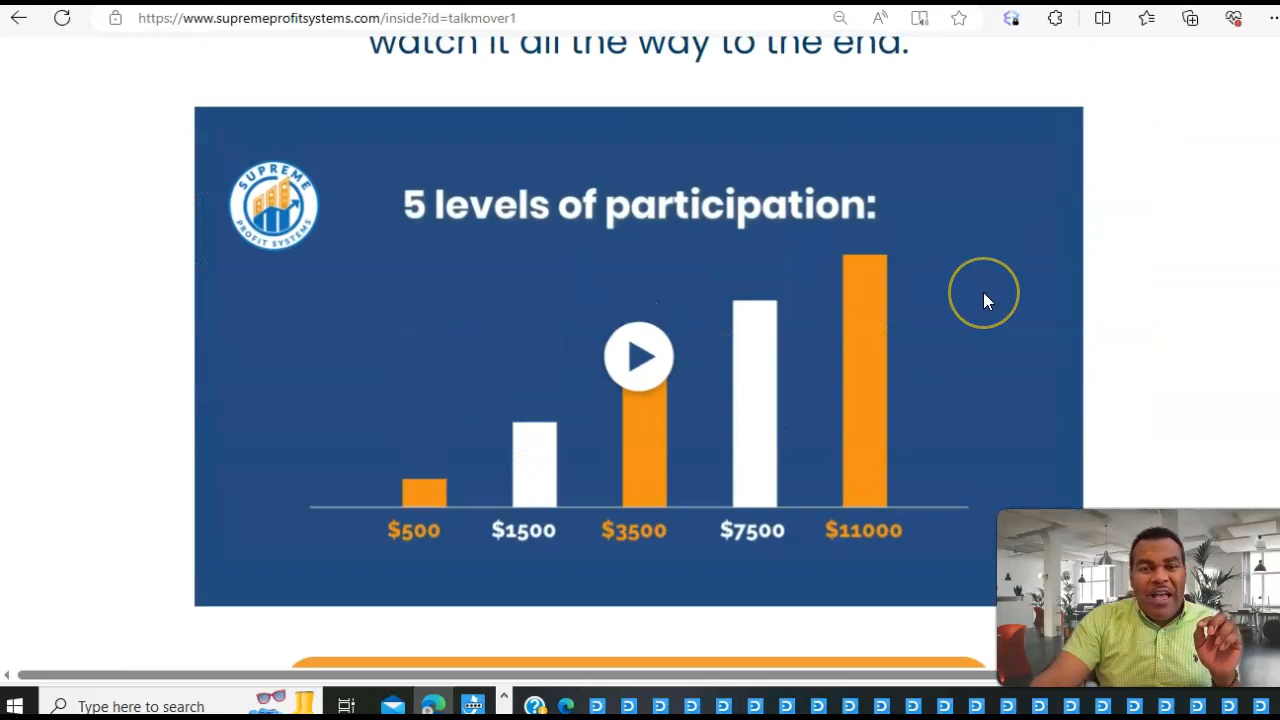 https://www.supremeprofitsystems.com/inside?id=talkmover1
watch it all the way to the end.
SUPREME
PROFIT SYSTEMS
5 levels of participation:
$500 $1500 $3500 $7500 $11000
Type here to search